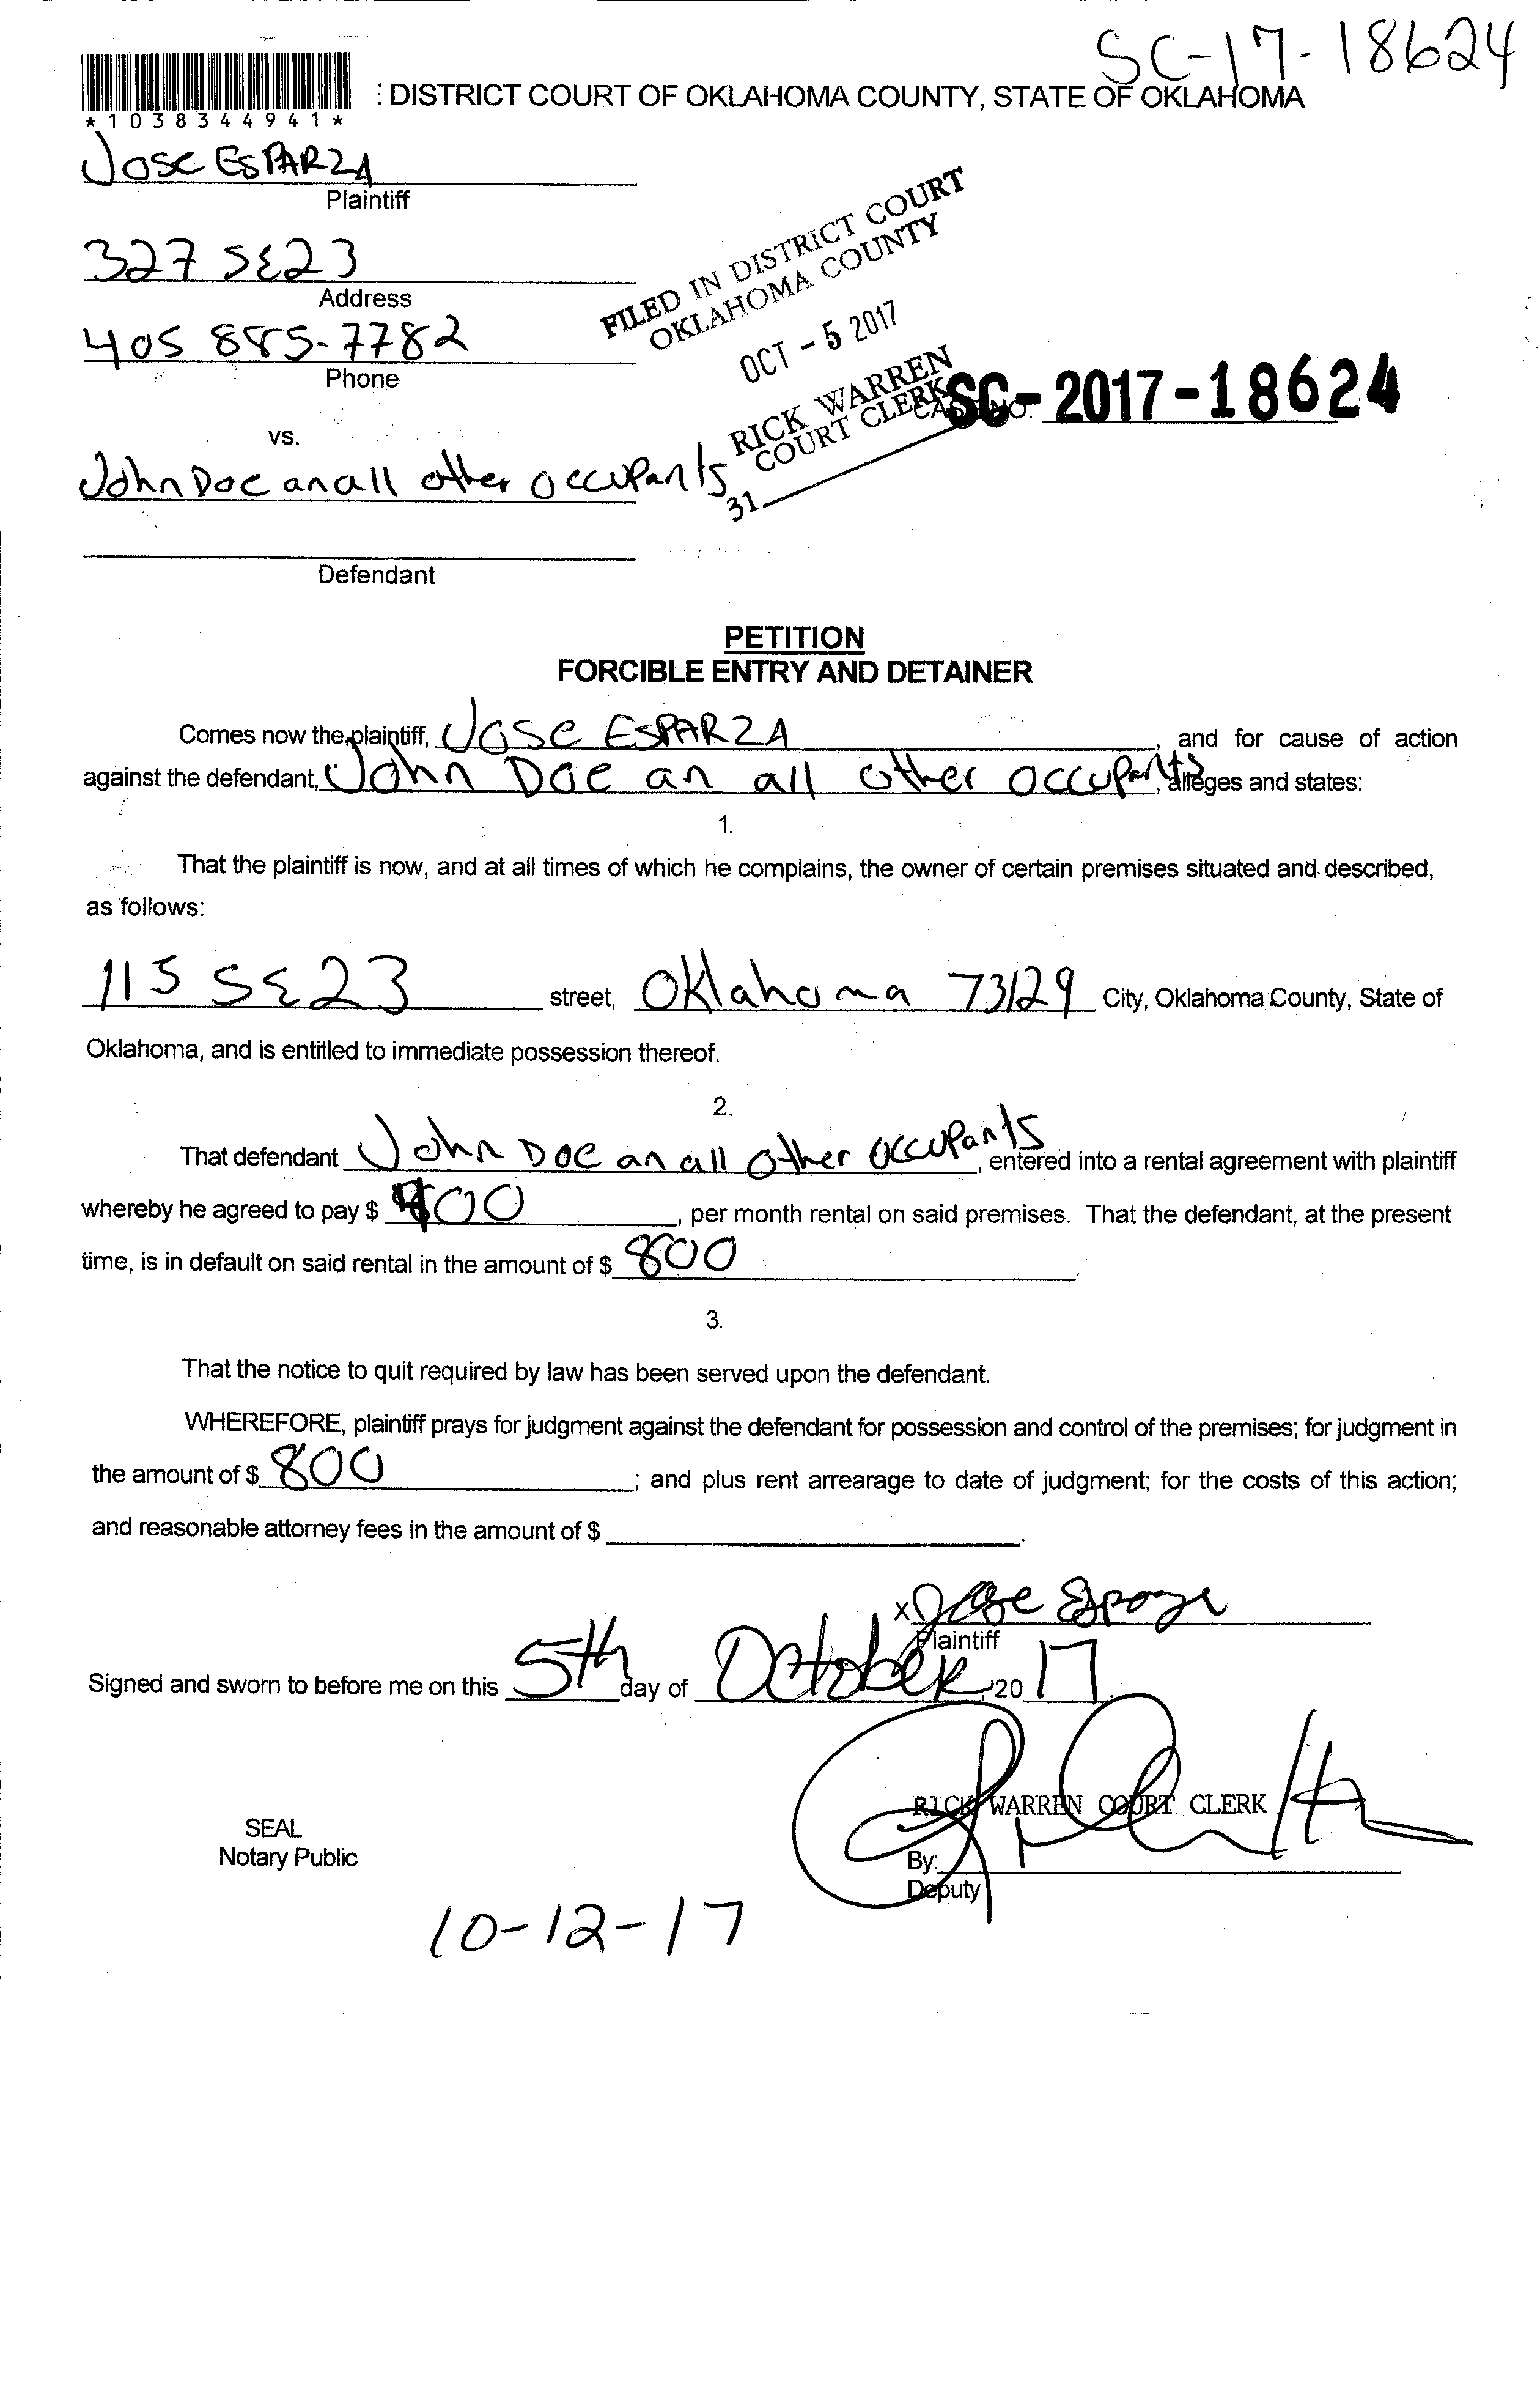 SC-17-18624
: DISTRICT COURT OF OKLAHOMA COUNTY, STATE OF OKLAHOMA
*1038344941*
Jose ESPARZA
Plaintiff
327 SE23
Address
405 885-7782
Phone
FILED IN DISTRICT COURT
OKLAHOMA COUNTY
OCT - 5 2017
RICK WARREN
COURT CLERK
31
SC-2017-18624
vs.
John Doe an all other occupants
Defendant
PETITION
FORCIBLE ENTRY AND DETAINER
Comes now the plaintiff, Jose ESPARZA, and for cause of action
against the defendant, John Doe an all other occupants, alleges and states:
1.
That the plaintiff is now, and at all times of which he complains, the owner of certain premises situated and described,
as follows:
115 SE23 street, Oklahoma 73129 City, Oklahoma County, State of
Oklahoma, and is entitled to immediate possession thereof.
2.
That defendant John Doe an all other occupants, entered into a rental agreement with plaintiff
whereby he agreed to pay $ , per month rental on said premises. That the defendant, at the present
time, is in default on said rental in the amount of $ 800.
3.
That the notice to quit required by law has been served upon the defendant.
WHEREFORE, plaintiff prays for judgment against the defendant for possession and control of the premises; for judgment in
the amount of $ 800; and plus rent arrearage to date of judgment; for the costs of this action;
and reasonable attorney fees in the amount of $ .
x Jose Esparza
Plaintiff
Signed and sworn to before me on this 5th day of October, 20 17.
RICK WARREN COURT CLERK
SEAL
Notary Public
By:
Deputy
10-12-17